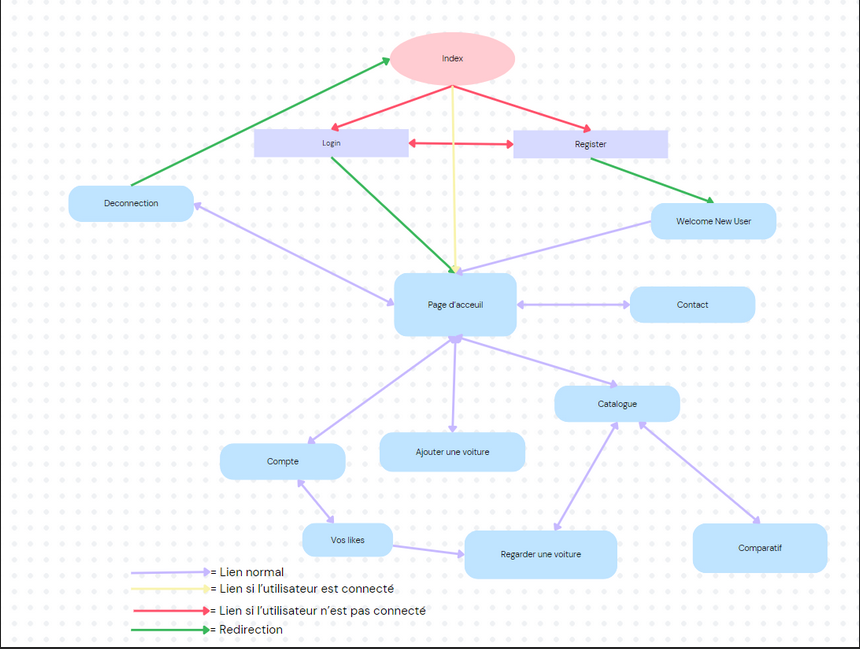 Index
Login
Register
Deconnection
Welcome New User
Page d'acceuil
Contact
Catalogue
Compte
Ajouter une voiture
Vos likes
Regarder une voiture
Comparatif
= Lien normal
= Lien si l'utilisateur est connecté
= Lien si l'utilisateur n'est pas connecté
= Redirection